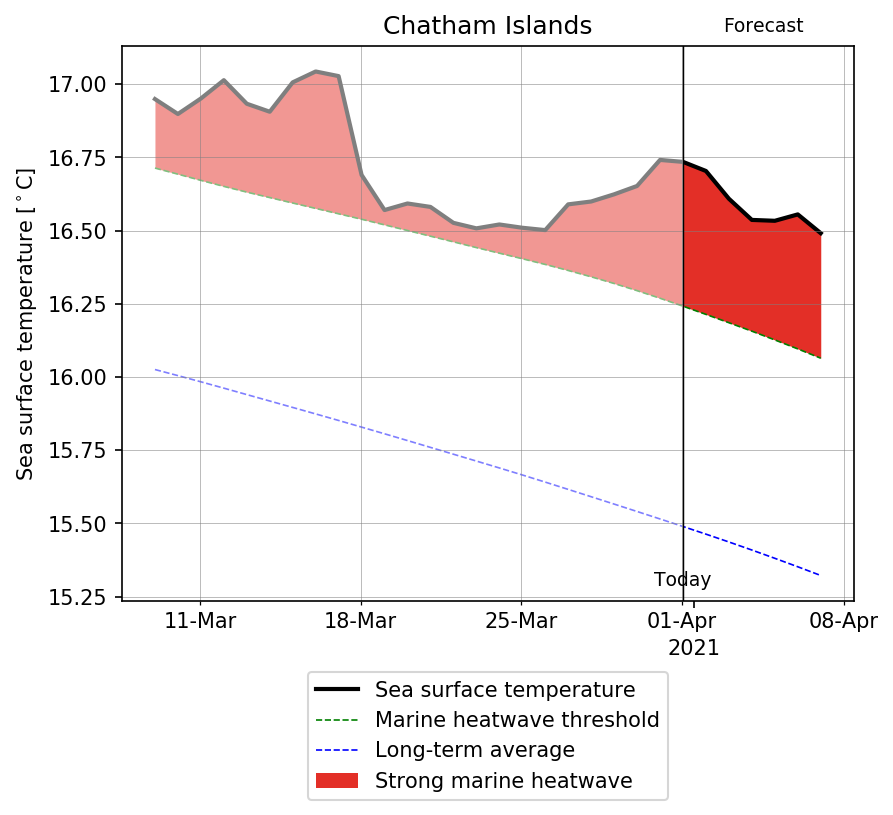 Chatham Islands
Forecast
Sea surface temperature [°C]
17.00
16.75
16.50
16.25
16.00
15.75
15.50
15.25
Today
11-Mar 18-Mar 25-Mar 01-Apr 08-Apr
2021
Sea surface temperature
Marine heatwave threshold
Long-term average
Strong marine heatwave